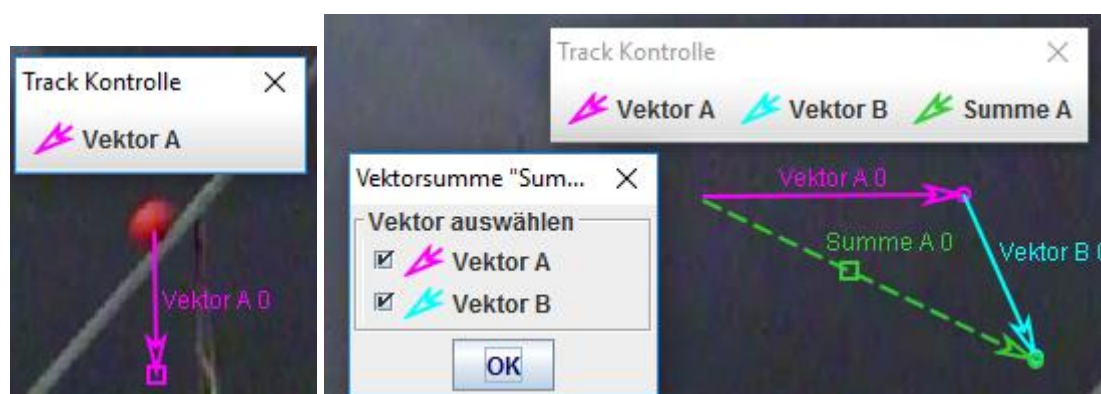 Track Kontrolle
Vektor A
Vektor A 0
Track Kontrolle
Vektor A Vektor B Summe A
Vektorsumme "Sum...
Vektor auswählen
Vektor A
Vektor B
OK
Vektor A 0
Summe A 0
Vektor B 0